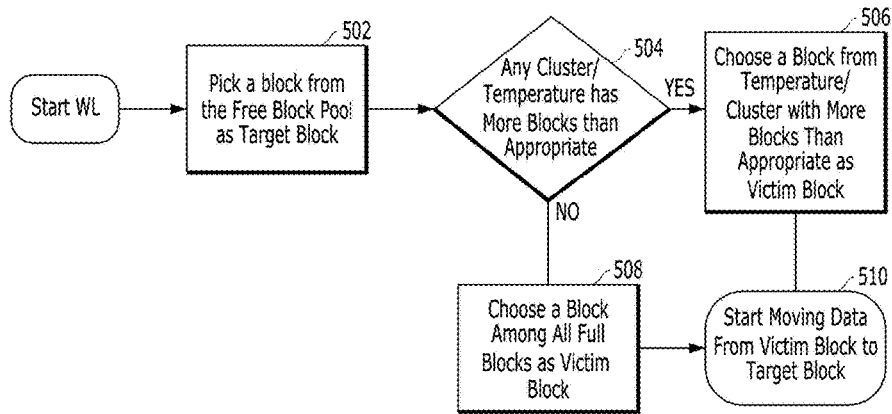 502
Pick a block from
the Free Block Pool
as Target Block
Start WL
504
Any Cluster/
Temperature has
More Blocks than
Appropriate
YES
NO
506
Choose a Block from
Temperature/
Cluster with More
Blocks Than
Appropriate as
Victim Block
508
Choose a Block
Among All Full
Blocks as Victim
Block
510
Start Moving Data
From Victim Block to
Target Block